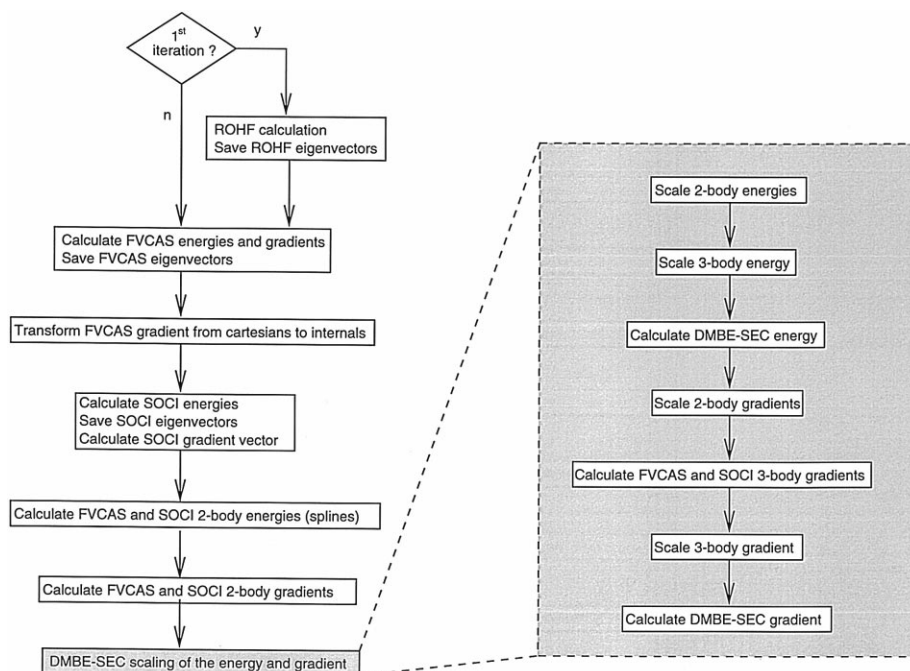 1st
iteration ?
y
n
ROHF calculation
Save ROHF eigenvectors
Calculate FVCAS energies and gradients
Save FVCAS eigenvectors
Transform FVCAS gradient from cartesians to internals
Calculate SOCI energies
Save SOCI eigenvectors
Calculate SOCI gradient vector
Calculate FVCAS and SOCI 2-body energies (splines)
Calculate FVCAS and SOCI 2-body gradients
DMBE-SEC scaling of the energy and gradient
Scale 2-body energies
Scale 3-body energy
Calculate DMBE-SEC energy
Scale 2-body gradients
Calculate FVCAS and SOCI 3-body gradients
Scale 3-body gradient
Calculate DMBE-SEC gradient